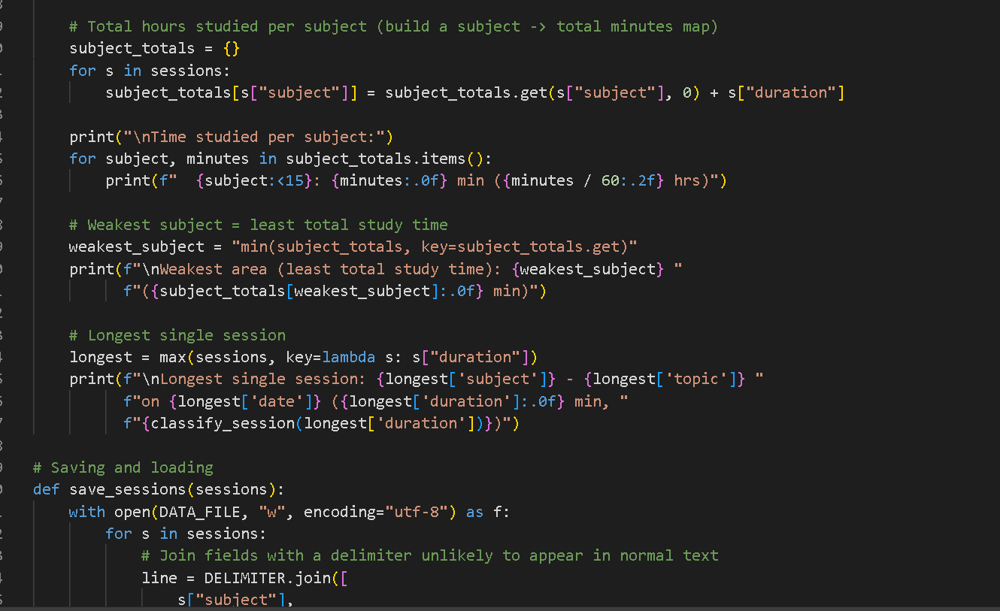 # Total hours studied per subject (build a subject -> total minutes map)
subject_totals = {}
for s in sessions:
subject_totals[s["subject"]] = subject_totals.get(s["subject"], 0) + s["duration"]
print("\nTime studied per subject:")
for subject, minutes in subject_totals.items():
print(f"  {subject:<15}: {minutes:.0f} min ({minutes / 60:.2f} hrs)")
# Weakest subject = least total study time
weakest_subject = "min(subject_totals, key=subject_totals.get)"
print(f"\nWeakest area (least total study time): {weakest_subject} "
f"({subject_totals[weakest_subject]:.0f} min)")
# Longest single session
longest = max(sessions, key=lambda s: s["duration"])
print(f"\nLongest single session: {longest['subject']} - {longest['topic']} "
f"on {longest['date']} ({longest['duration']:.0f} min, "
f"{classify_session(longest['duration'])})")
# Saving and loading
def save_sessions(sessions):
with open(DATA_FILE, "w", encoding="utf-8") as f:
for s in sessions:
# Join fields with a delimiter unlikely to appear in normal text
line = DELIMITER.join([
s["subject"],